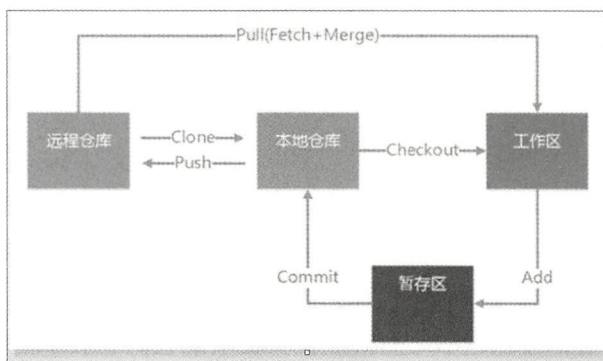 Pull(Fetch+Merge)
远程仓库
Clone
Push
本地仓库
Checkout
工作区
Commit
暂存区
Add